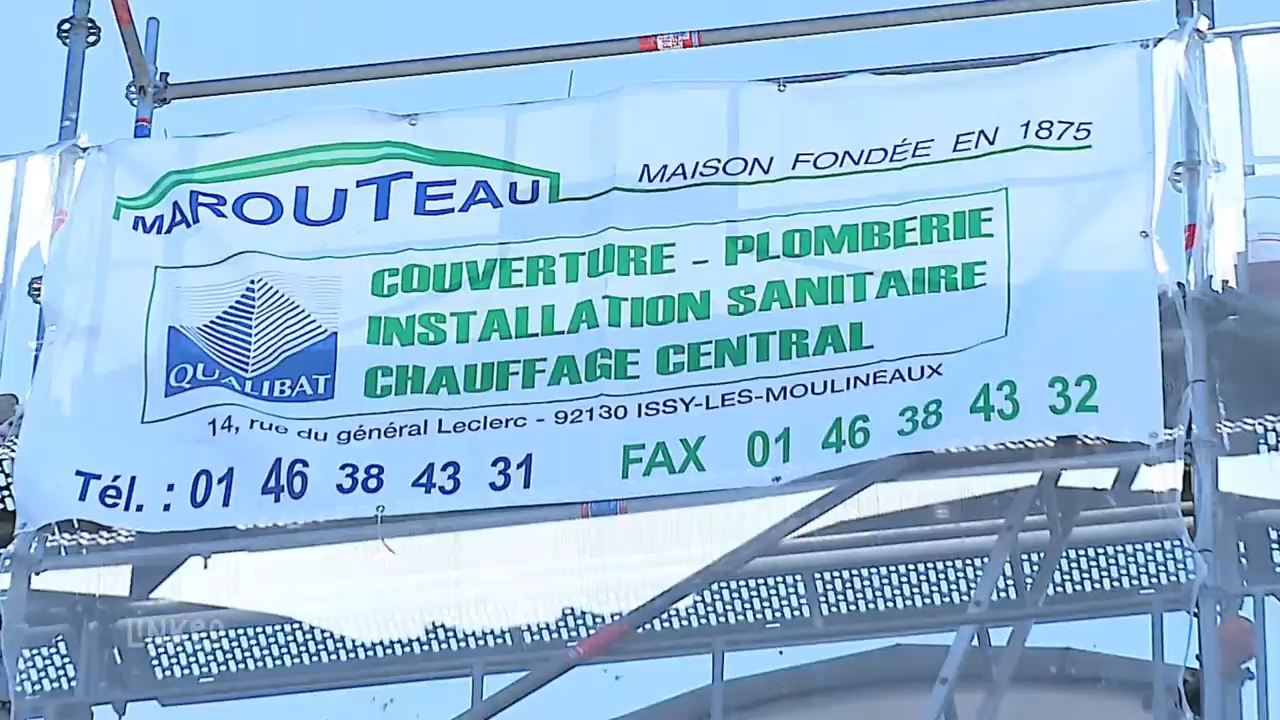 MAROUTEAU
MAISON FONDÉE EN 1875
COUVERTURE - PLOMBERIE
INSTALLATION SANITAIRE
CHAUFFAGE CENTRAL
QUALIBAT
14, rue du général Leclerc - 92130 ISSY-LES-MOULINEAUX
Tél. : 01 46 38 43 31
FAX 01 46 38 43 32